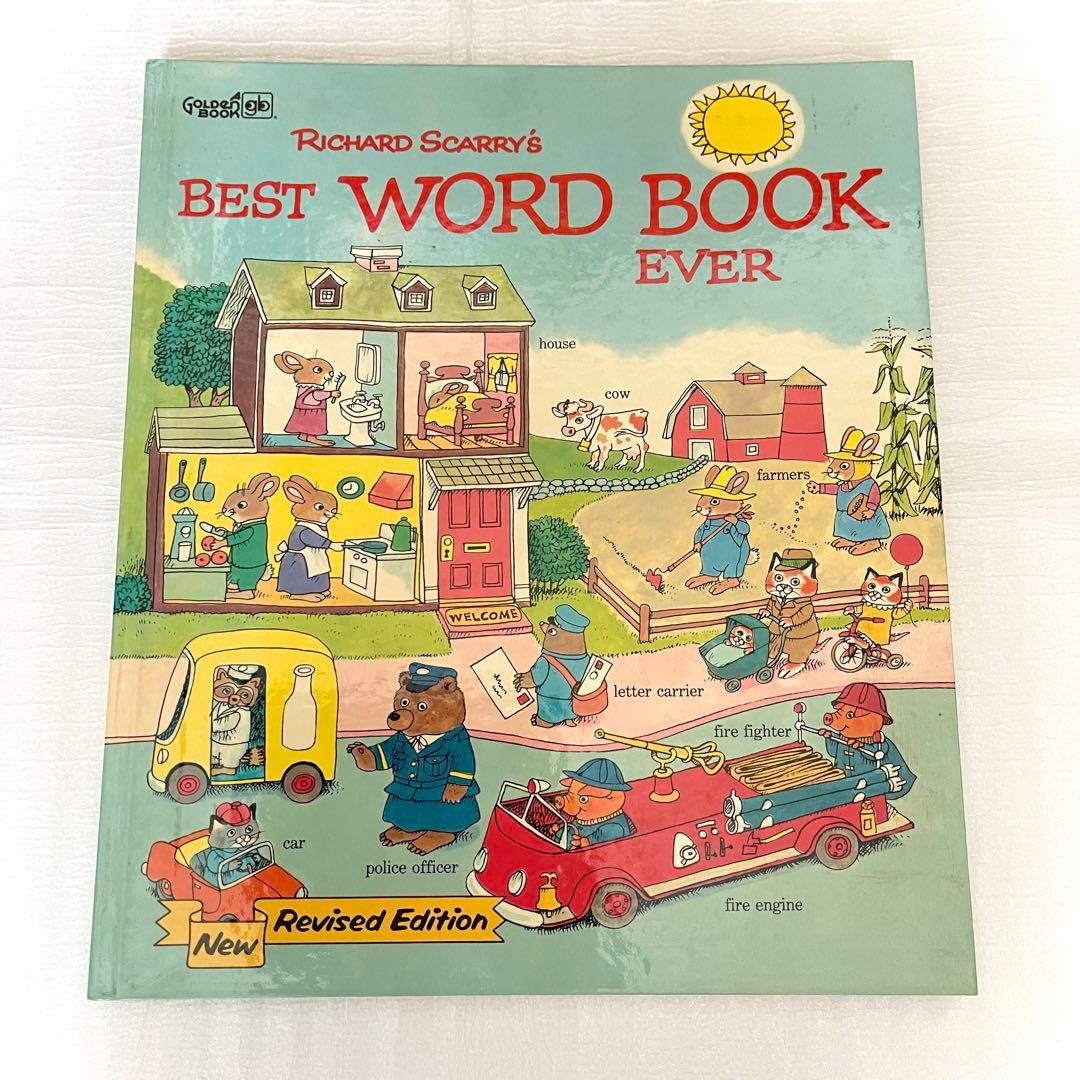 A
GOLDEN
BOOK gb
RICHARD SCARRY'S
BEST WORD BOOK
EVER
house
cow
farmers
WELCOME
letter carrier
fire fighter
car
police officer
fire engine
New Revised Edition